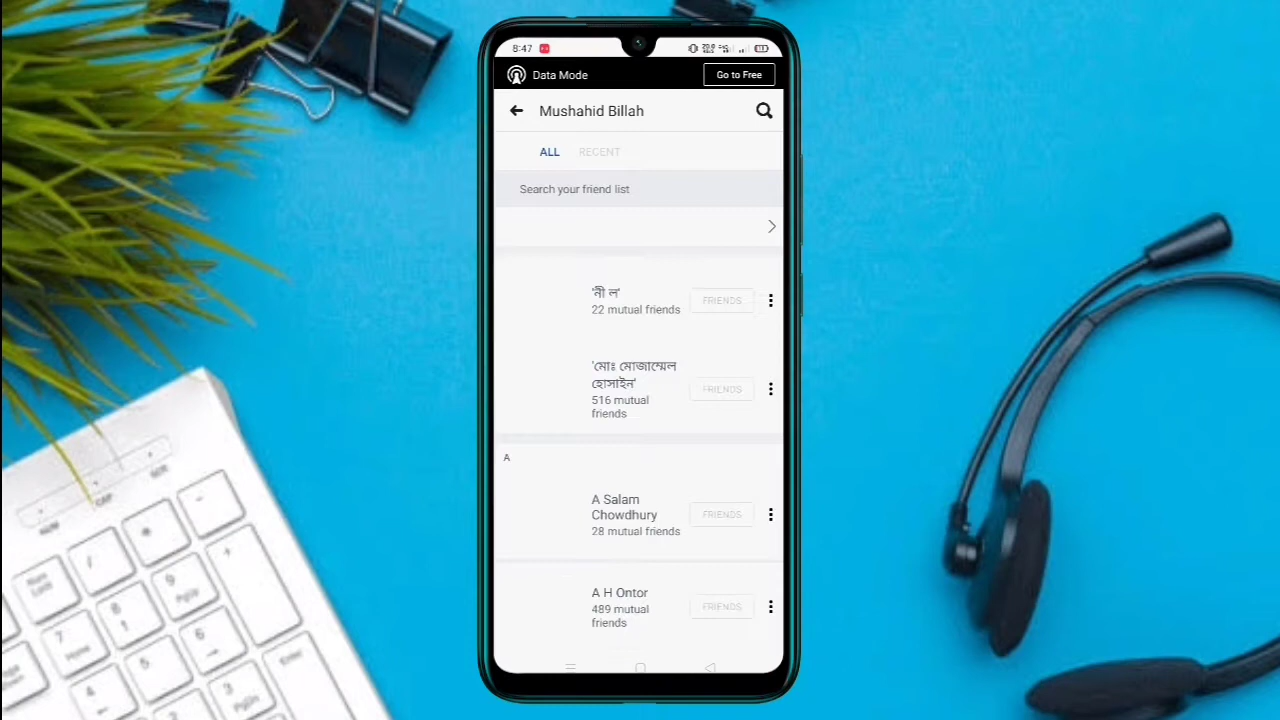 8:47
Data Mode
Go to Free
Mushahid Billah
ALL RECENT
Search your friend list
'নী ল'
22 mutual friends
FRIENDS
'মোঃ মোজাম্মেল
হোসাইন'
516 mutual
friends
FRIENDS
A
A Salam
Chowdhury
28 mutual friends
FRIENDS
A H Ontor
489 mutual
friends
FRIENDS